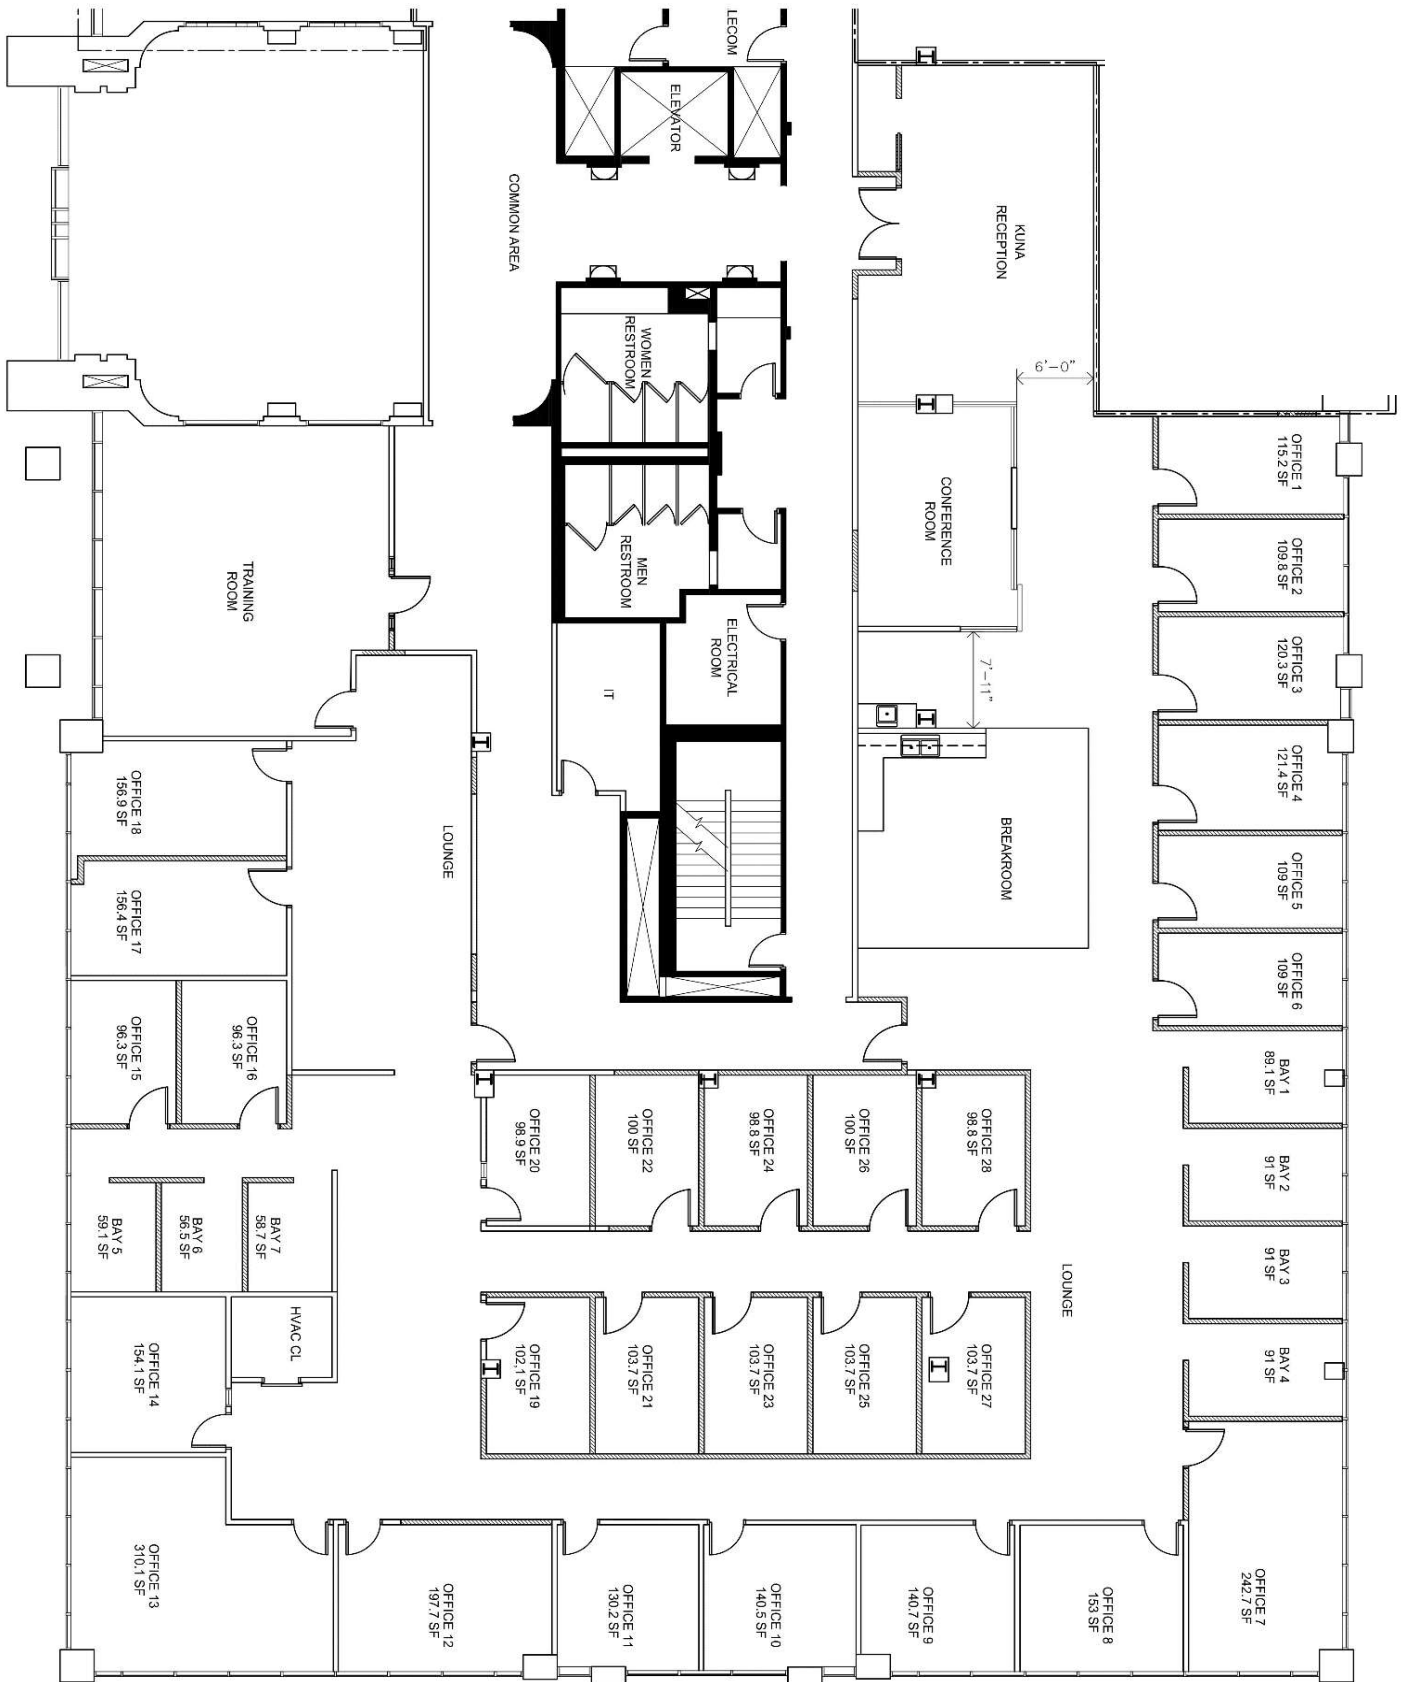 LECOM
ELEVATOR
COMMON AREA
KUNA
RECEPTION
WOMEN
RESTROOM
6'-0"
MEN
RESTROOM
CONFERENCE
ROOM
OFFICE 1
115.2 SF
OFFICE 2
109.8 SF
OFFICE 3
120.3 SF
TRAINING
ROOM
ELECTRICAL
ROOM
IT
7'-11"
OFFICE 4
121.4 SF
OFFICE 18
156.9 SF
LOUNGE
BREAKROOM
OFFICE 5
109 SF
OFFICE 17
156.4 SF
OFFICE 6
109 SF
OFFICE 15
96.3 SF
OFFICE 16
96.3 SF
BAY 1
89.1 SF
OFFICE 20
98.9 SF
OFFICE 22
100 SF
OFFICE 24
98.8 SF
OFFICE 26
100 SF
OFFICE 28
98.8 SF
BAY 2
91 SF
BAY 5
59.1 SF
BAY 6
56.5 SF
BAY 7
58.7 SF
LOUNGE
BAY 3
91 SF
HVAC CL
OFFICE 14
154.1 SF
OFFICE 19
102.1 SF
OFFICE 21
103.7 SF
OFFICE 23
103.7 SF
OFFICE 25
103.7 SF
OFFICE 27
103.7 SF
BAY 4
91 SF
OFFICE 13
310.1 SF
OFFICE 12
197.7 SF
OFFICE 11
130.2 SF
OFFICE 10
140.5 SF
OFFICE 9
140.7 SF
OFFICE 8
153 SF
OFFICE 7
242.7 SF